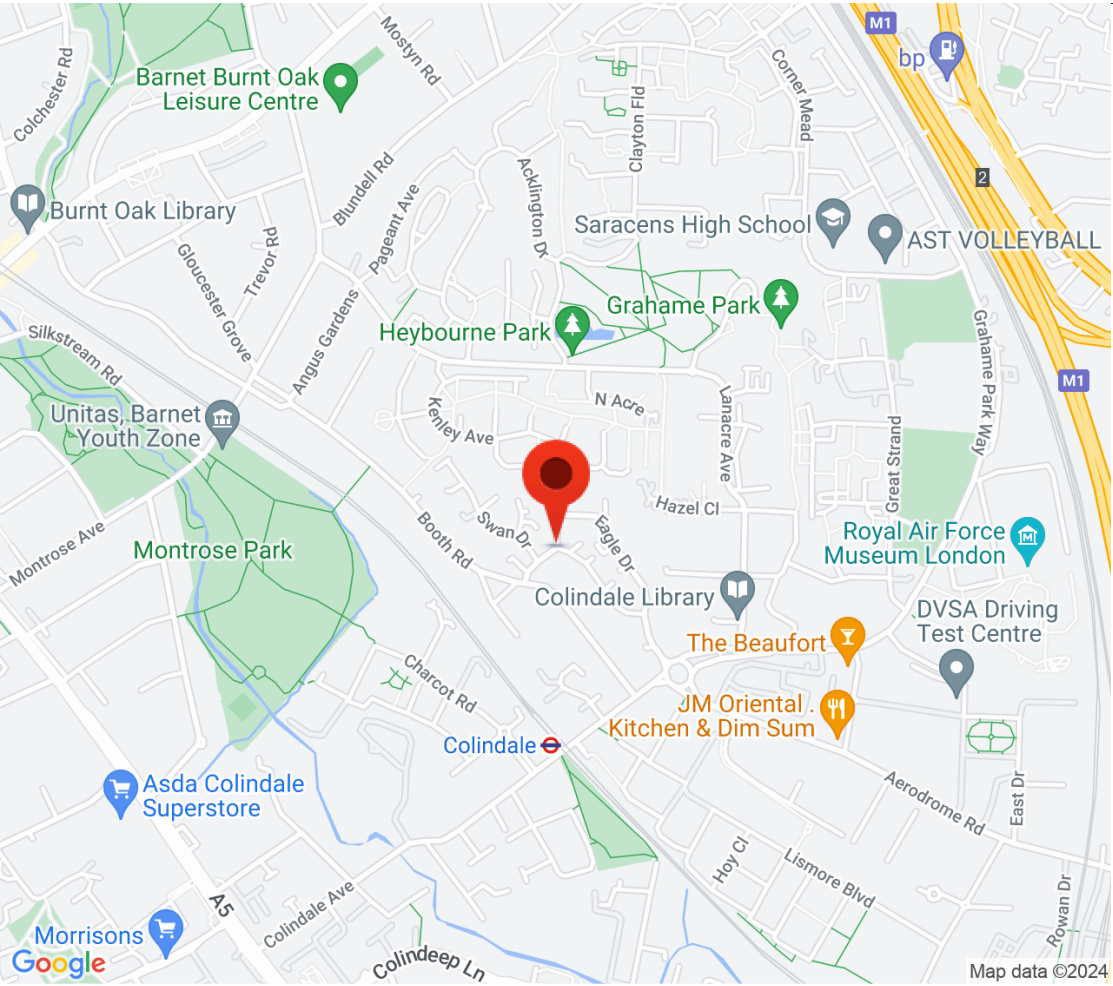 M1
Mostyn Rd
bp
Colchester Rd
Barnet Burnt Oak
Leisure Centre
Corner Mead
Clayton Fld
Blundell Rd
Acklington Dr
2
Pageant Ave
Burnt Oak Library
Saracens High School
AST VOLLEYBALL
Trevor Rd
Gloucester Grove
Grahame Park
Heybourne Park
Angus Gardens
Silkstream Rd
Grahame Park Way
M1
Unitas, Barnet
Youth Zone
Kenley Ave
N Acre
Lanacre Ave
Great Strand
Hazel Cl
Montrose Ave
Montrose Park
Booth Rd
Swan Dr
Eagle Dr
Royal Air Force
Museum London
Colindale Library
DVSA Driving
Test Centre
The Beaufort
Charcot Rd
JM Oriental .
Kitchen & Dim Sum
Colindale
Asda Colindale
Superstore
Aerodrome Rd
East Dr
Hoy Cl
Lismore Blvd
A5
Colindale Ave
Rowan Dr
Morrisons
Colindeep Ln
Google
Map data ©2024